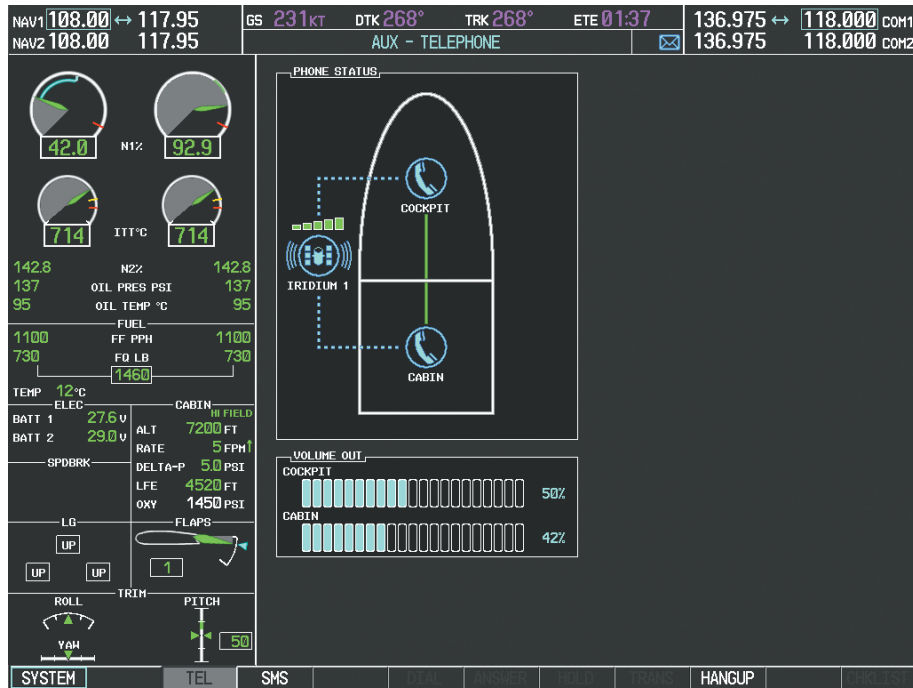 NAV1 108.00 ↔ 117.95 GS 231KT DTK 268° TRK 268° ETE 01:37 136.975 ↔ 118.000 COM1
NAV2 108.00 117.95 AUX - TELEPHONE 136.975 118.000 COM2
PHONE STATUS
42.0 N1% 92.9
COCKPIT
714 ITT°C 714
142.8 N2% 142.8
137 OIL PRES PSI 137
IRIDIUM 1
95 OIL TEMP °C 95
FUEL
1100 FF PPH 1100
730 FQ LB 730
1460
CABIN
TEMP 12°C
ELEC
BATT 1 27.6 V
BATT 2 29.0 V
CABIN
HI FIELD
ALT 7200 FT
RATE 5 FPM↑
DELTA-P 5.0 PSI
LFE 4520 FT
OXY 1450 PSI
SPDBRK
VOLUME OUT
COCKPIT
50%
CABIN
42%
LG
UP
UP UP
FLAPS
1
TRIM
ROLL PITCH
YAW
50
SYSTEM TEL SMS DIAL ANSWER HOLD TRANS HANGUP CHKLIST